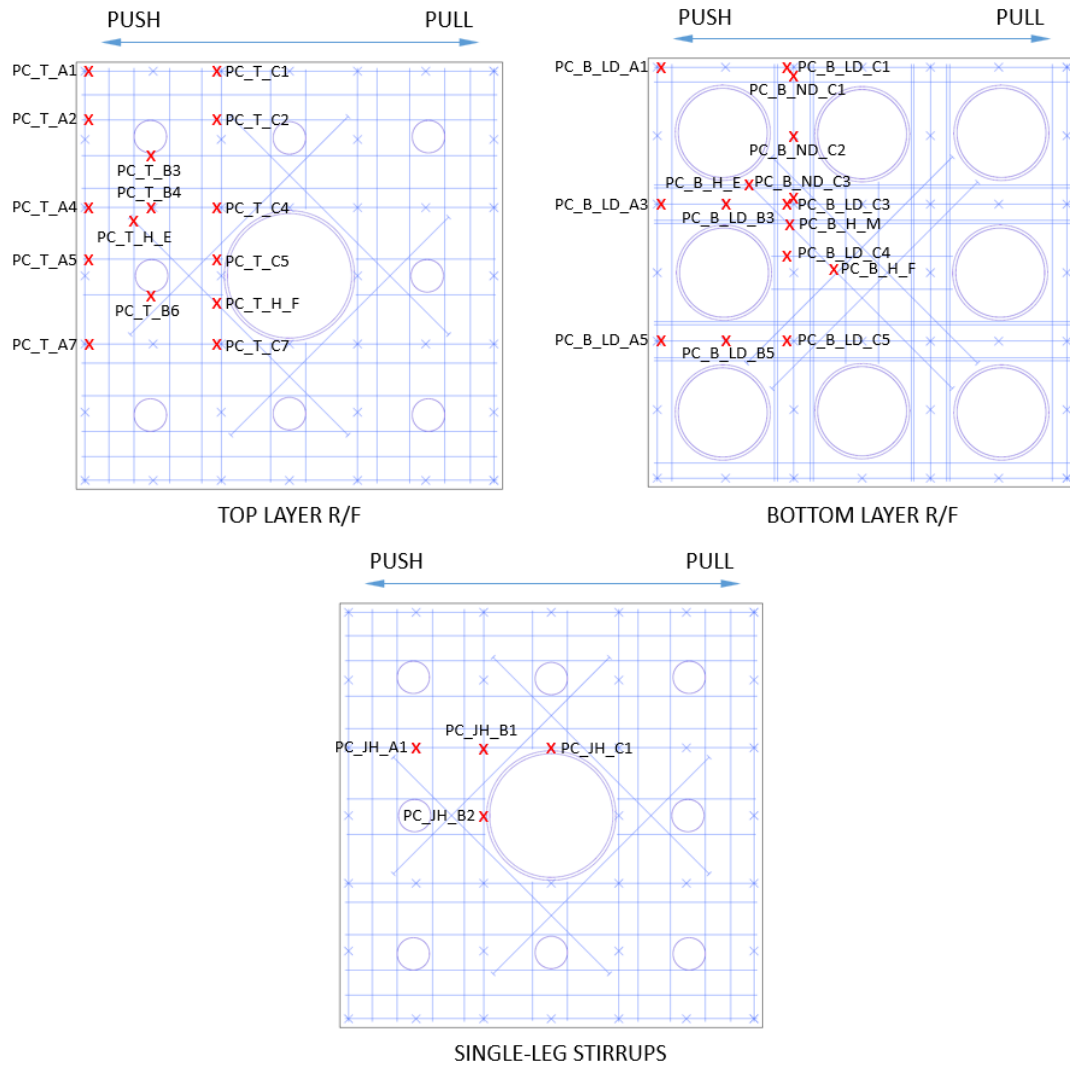 PUSH PULL
PC_T_A1 PC_T_C1
PC_T_A2 PC_T_C2
PC_T_B3
PC_T_B4
PC_T_A4 PC_T_C4
PC_T_H_E
PC_T_A5 PC_T_C5
PC_T_B6 PC_T_H_F
PC_T_A7 PC_T_C7
TOP LAYER R/F
PUSH PULL
PC_B_LD_A1 PC_B_LD_C1
PC_B_ND_C1
PC_B_ND_C2
PC_B_H_E PC_B_ND_C3
PC_B_LD_A3 PC_B_LD_C3
PC_B_LD_B3
PC_B_H_M
PC_B_LD_C4
PC_B_H_F
PC_B_LD_A5 PC_B_LD_C5
PC_B_LD_B5
BOTTOM LAYER R/F
PUSH PULL
PC_JH_B1
PC_JH_A1 PC_JH_C1
PC_JH_B2
SINGLE-LEG STIRRUPS